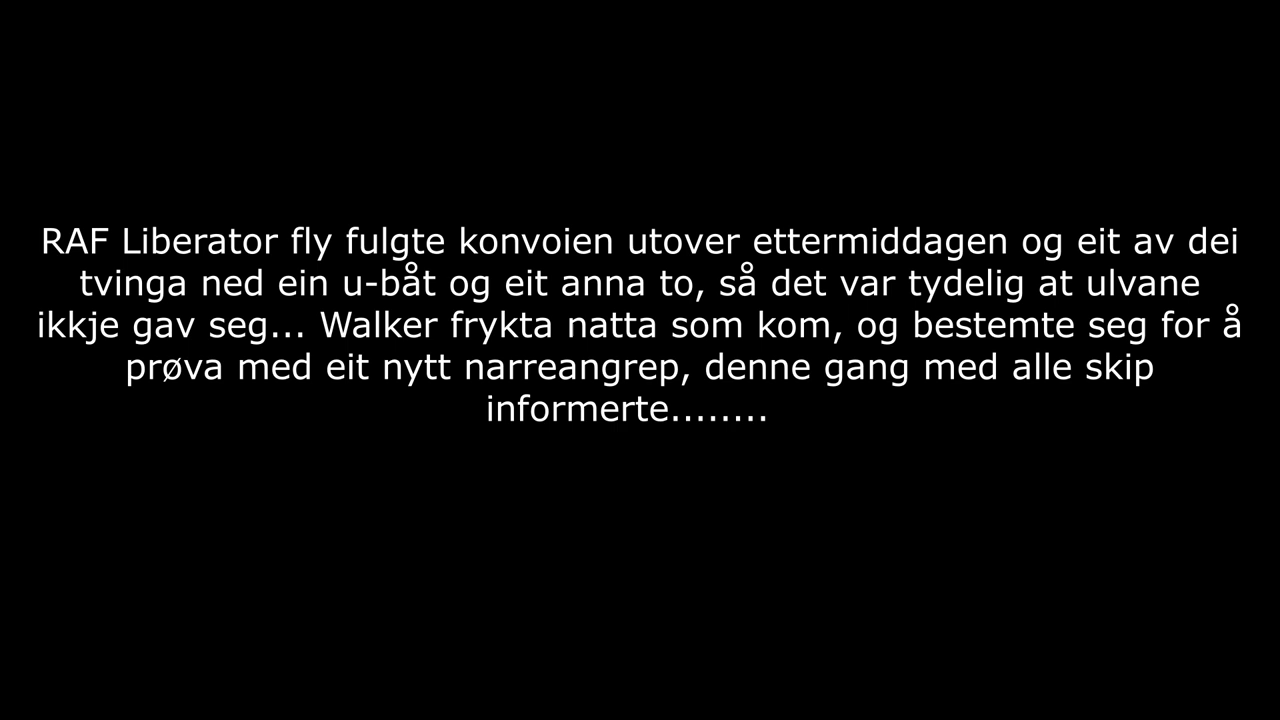 RAF Liberator fly fulgte konvoien utover ettermiddagen og eit av dei
tvinga ned ein u-båt og eit anna to, så det var tydelig at ulvane
ikkje gav seg... Walker frykta natta som kom, og bestemte seg for å
prøva med eit nytt narreangrep, denne gang med alle skip
informerte........